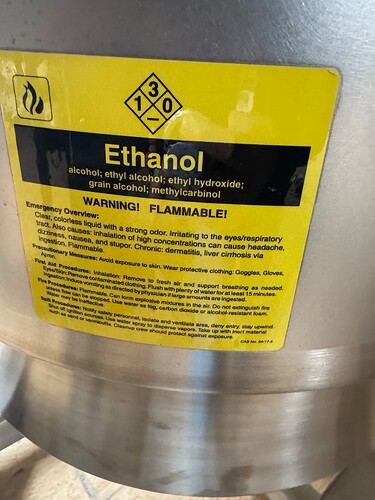 3
1 0
—
Ethanol
alcohol; ethyl alcohol; ethyl hydroxide;
grain alcohol; methylcarbinol
WARNING! FLAMMABLE!
Emergency Overview:
Clear, colorless liquid with a strong odor. Irritating to the eyes/respiratory
tract. Also causes: inhalation of high concentrations can cause headache,
dizziness, nausea, and stupor. Chronic: dermatitis, liver cirrhosis via
ingestion. Flammable.
Precautionary Measures: Avoid exposure to skin. Wear protective clothing: Goggles, Gloves,
Apron.
First Aid Procedures: Inhalation: Remove to fresh air and support breathing as needed.
Eyes/Skin: Remove contaminated clothing. Flush with plenty of water for at least 15 minutes.
Ingestion: Induce vomiting as directed by physician if large amounts are ingested.
Fire Procedures: Flammable. Can form explosive mixtures in the air. Do not extinguish fire
unless flow can be stopped. Use water as fog, carbon dioxide or alcohol-resistant foam.
Water may be ineffective.
Spill Procedures: Notify safety personnel, isolate and ventilate area, deny entry, stay upwind.
Shut off ignition sources. Use water spray to disperse vapors. Take up with inert material
such as sand or vermiculite. Cleanup crew should protect against exposure.
CAS No. 64-17-5